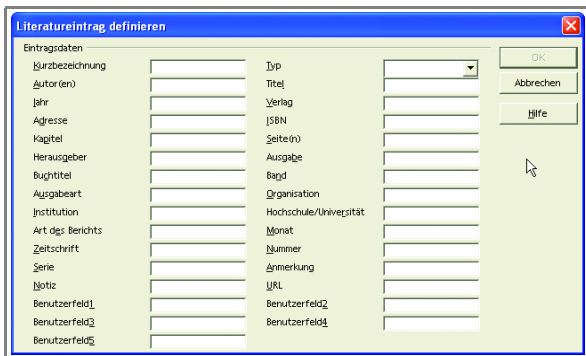 Literatureintrag definieren
Eintragsdaten
Kurzbezeichnung Typ OK
Autor(en) Titel Abbrechen
Jahr Verlag
Adresse ISBN Hilfe
Kapitel Seite(n)
Herausgeber Ausgabe
Buchtitel Band
Ausgabeart Organisation
Institution Hochschule/Universität
Art des Berichts Monat
Zeitschrift Nummer
Serie Anmerkung
Notiz URL
Benutzerfeld1 Benutzerfeld2
Benutzerfeld3 Benutzerfeld4
Benutzerfeld5